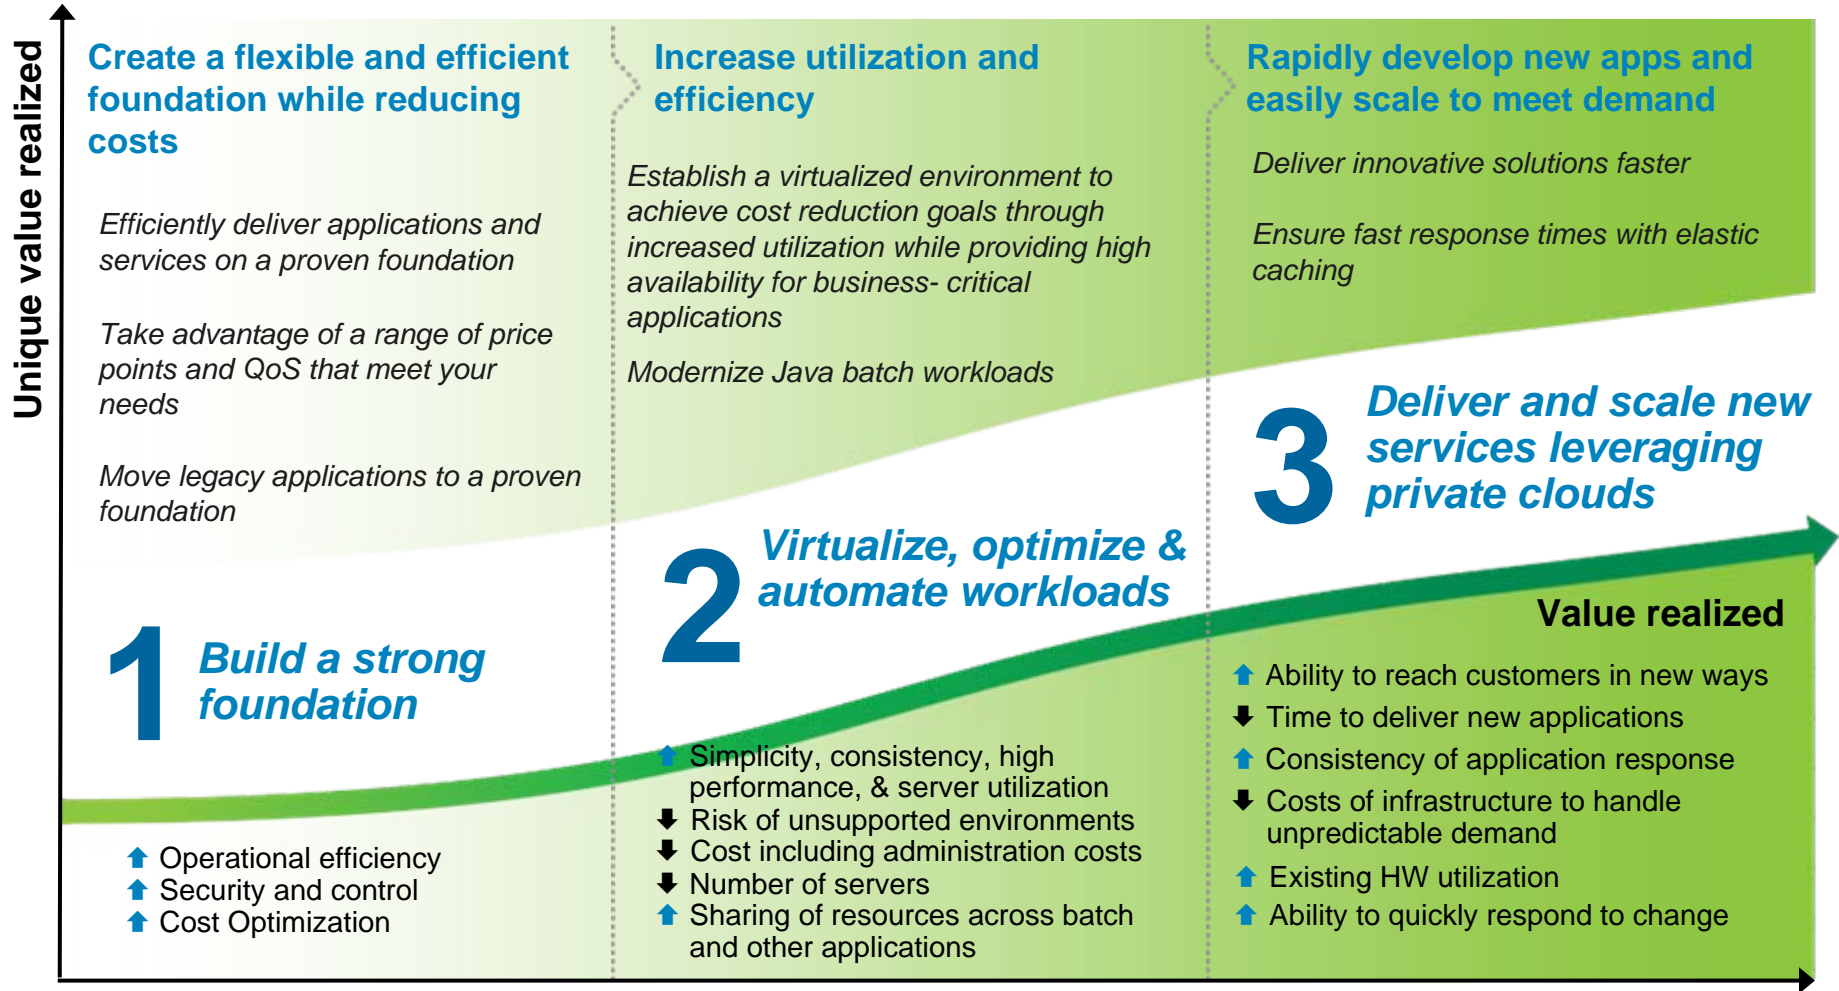 Unique value realized
Create a flexible and efficient
foundation while reducing
costs
Efficiently deliver applications and
services on a proven foundation
Take advantage of a range of price
points and QoS that meet your
needs
Move legacy applications to a proven
foundation
1
Build a strong
foundation
Operational efficiency
Security and control
Cost Optimization
Increase utilization and
efficiency
Establish a virtualized environment to
achieve cost reduction goals through
increased utilization while providing high
availability for business- critical
applications
Modernize Java batch workloads
2
Virtualize, optimize &
automate workloads
Simplicity, consistency, high
performance, & server utilization
Risk of unsupported environments
Cost including administration costs
Number of servers
Sharing of resources across batch
and other applications
Rapidly develop new apps and
easily scale to meet demand
Deliver innovative solutions faster
Ensure fast response times with elastic
caching
3
Deliver and scale new
services leveraging
private clouds
Value realized
Ability to reach customers in new ways
Time to deliver new applications
Consistency of application response
Costs of infrastructure to handle
unpredictable demand
Existing HW utilization
Ability to quickly respond to change